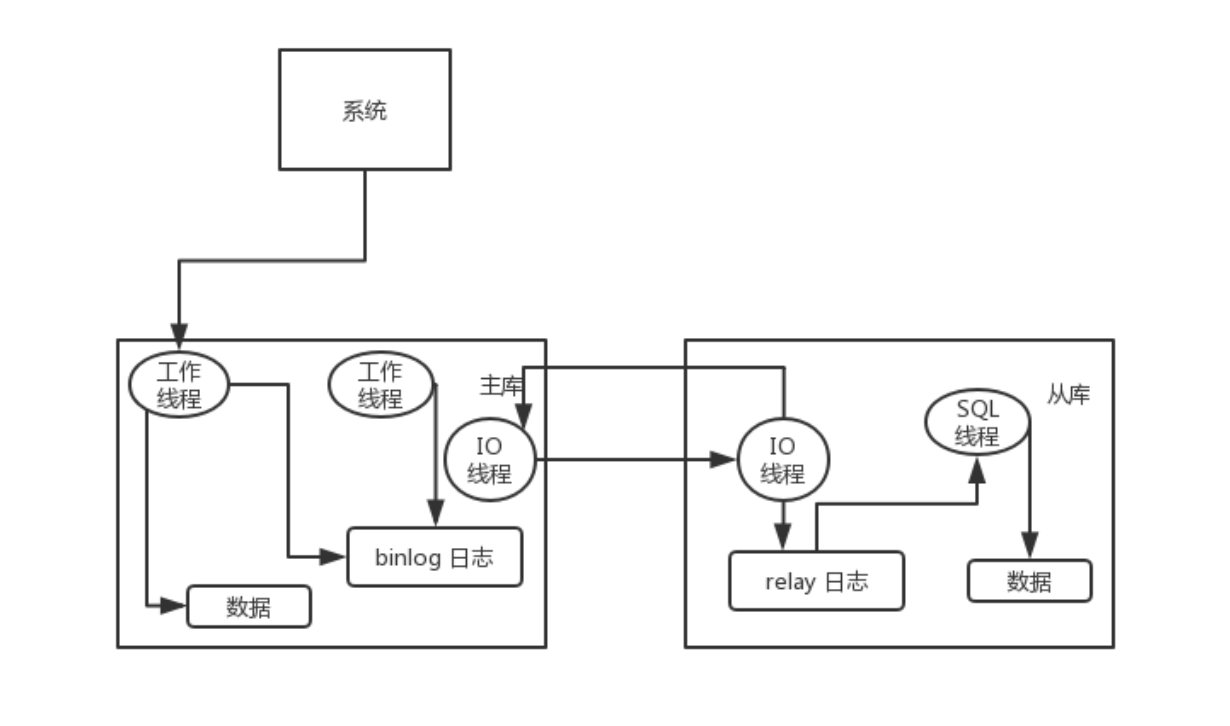 系统
工作
线程
工作
线程
主库
IO
线程
binlog 日志
数据
IO
线程
SQL
线程
从库
relay 日志
数据